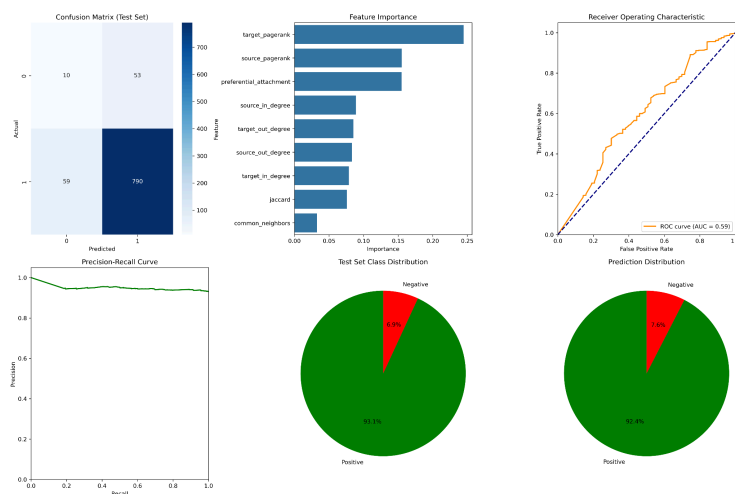 Confusion Matrix (Test Set)
0
1
Actual
10
53
59
790
0
1
Predicted
700
600
500
400
300
200
100
Feature Importance
Feature
target_pagerank
source_pagerank
preferential_attachment
source_in_degree
target_out_degree
source_out_degree
target_in_degree
jaccard
common_neighbors
0.00
0.05
0.10
0.15
0.20
0.25
Importance
Receiver Operating Characteristic
True Positive Rate
1.0
0.8
0.6
0.4
0.2
0.0
ROC curve (AUC = 0.59)
0.0
0.2
0.4
0.6
0.8
False Positive Rate
Precision-Recall Curve
Precision
1.0
0.8
0.6
0.4
0.2
0.0
0.0
0.2
0.4
0.6
0.8
1.0
Recall
Test Set Class Distribution
Negative
6.9%
93.1%
Positive
Prediction Distribution
Negative
7.6%
92.4%
Positive